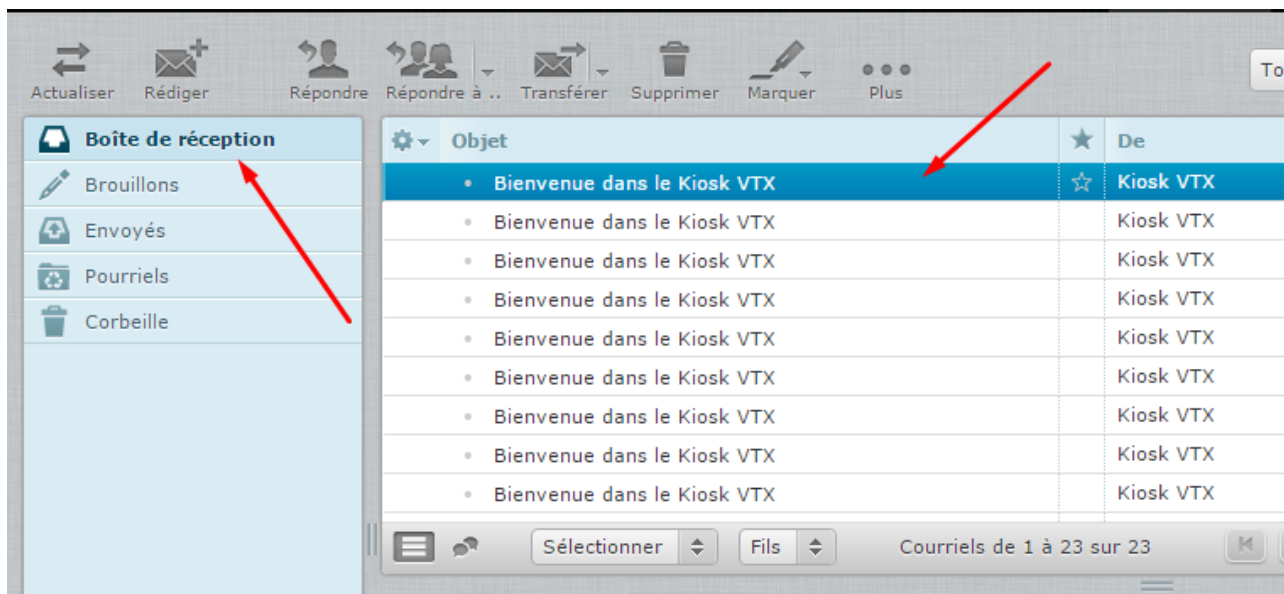 Actualiser Rédiger Répondre Répondre à .. Transférer Supprimer Marquer Plus To
Boîte de réception
Brouillons
Envoyés
Pourriels
Corbeille
Objet De
Bienvenue dans le Kiosk VTX Kiosk VTX
Bienvenue dans le Kiosk VTX Kiosk VTX
Bienvenue dans le Kiosk VTX Kiosk VTX
Bienvenue dans le Kiosk VTX Kiosk VTX
Bienvenue dans le Kiosk VTX Kiosk VTX
Bienvenue dans le Kiosk VTX Kiosk VTX
Bienvenue dans le Kiosk VTX Kiosk VTX
Bienvenue dans le Kiosk VTX Kiosk VTX
Bienvenue dans le Kiosk VTX Kiosk VTX
Sélectionner Fils Courriels de 1 à 23 sur 23